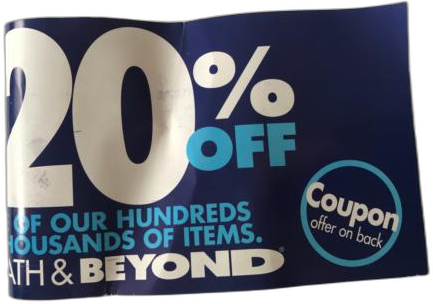 20%
OFF
OF OUR HUNDREDS
HOUSANDS OF ITEMS.
ATH & BEYOND®
Coupon
offer on back